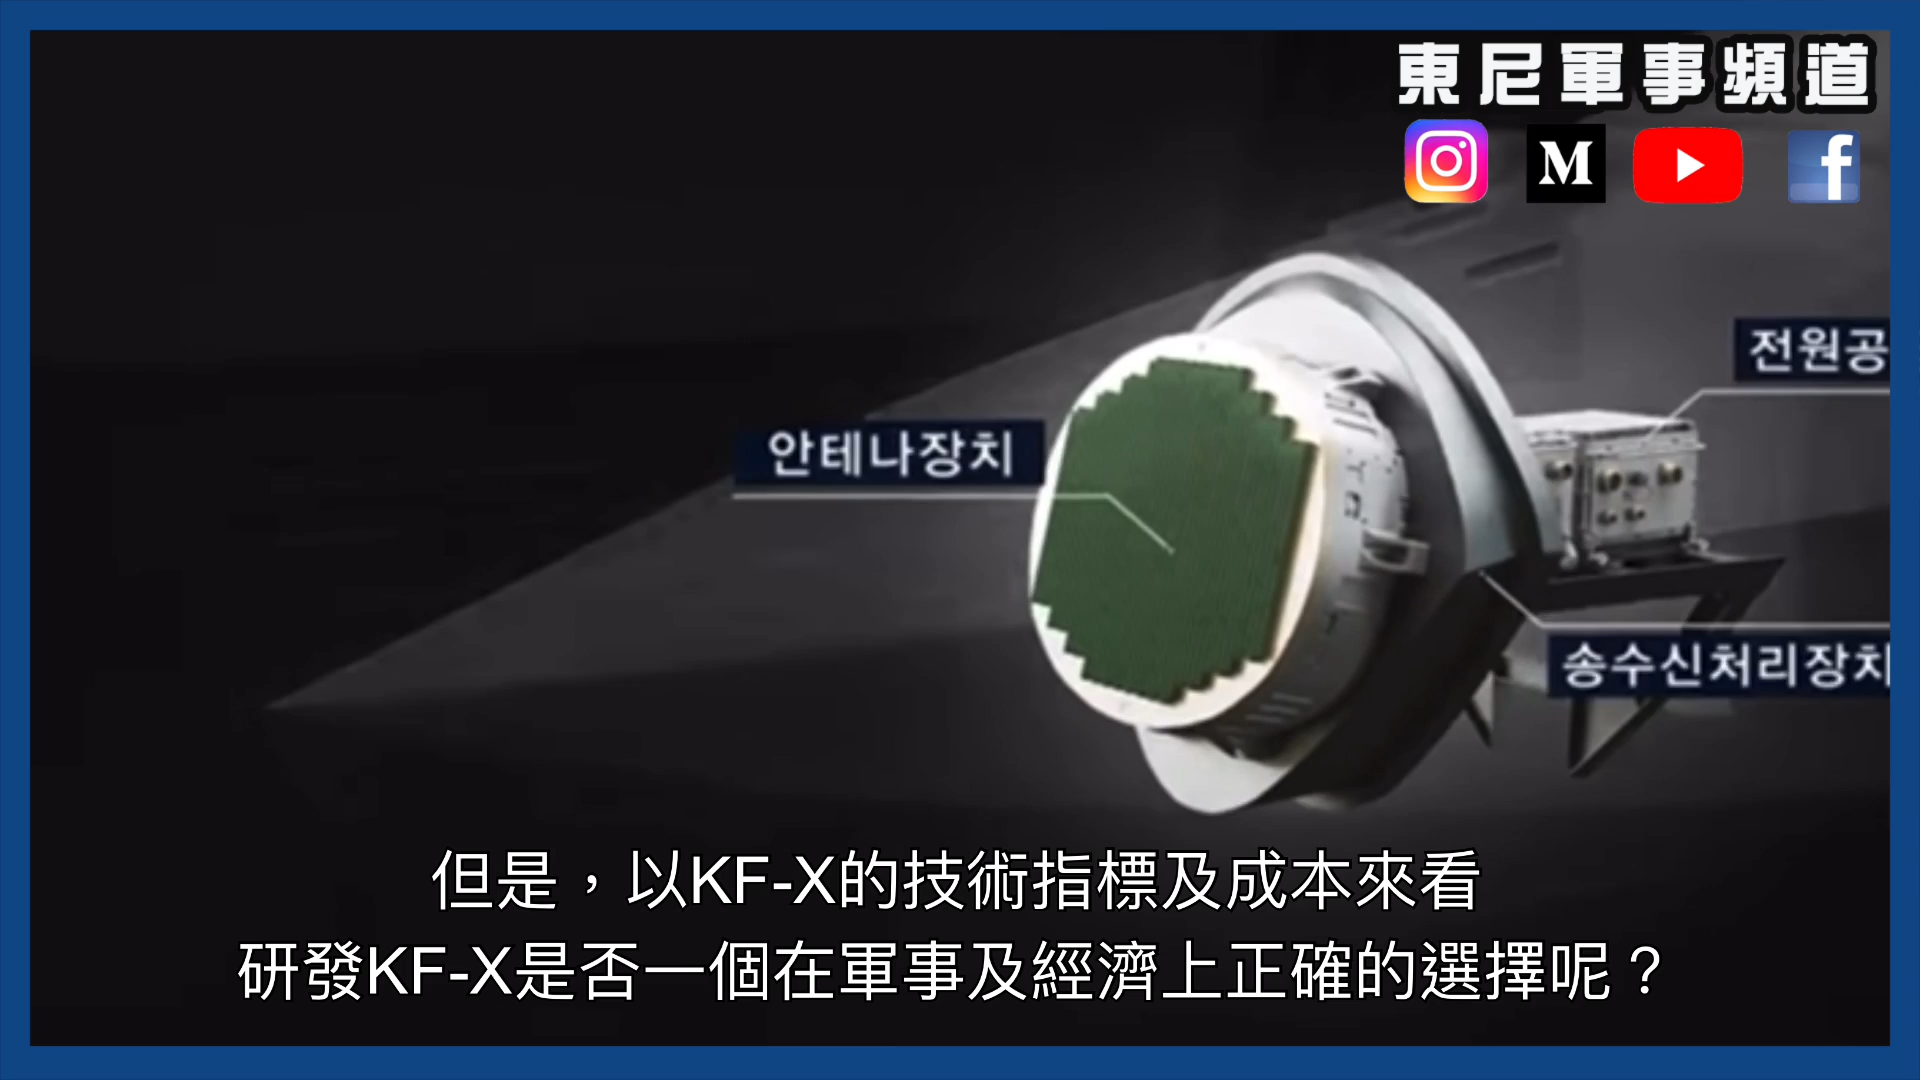 東尼軍事頻道
M
f
전원공
안테나장치
송수신처리장치
但是，以KF-X的技術指標及成本來看
研發KF-X是否一個在軍事及經濟上正確的選擇呢？